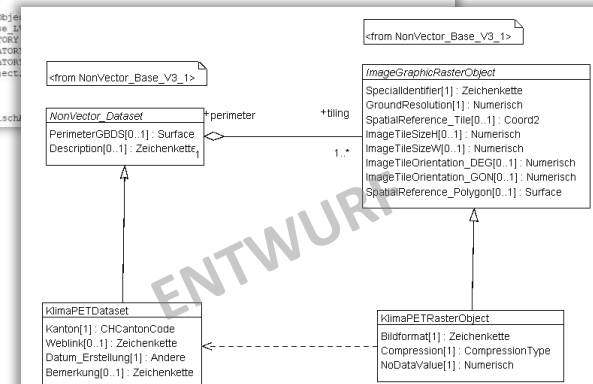 <from NonVector_Base_V3_1>
ImageGraphicRasterObject
SpecialIdentifier[1] : Zeichenkette
GroundResolution[1] : Numerisch
SpatialReference_Tile[0..1] : Coord2
ImageTileSizeH[0..1] : Numerisch
ImageTileSizeW[0..1] : Numerisch
ImageTileOrientation_DEG[0..1] : Numerisch
ImageTileOrientation_GON[0..1] : Numerisch
SpatialReference_Polygon[0..1] : Surface
<from NonVector_Base_V3_1>
NonVector_Dataset
PerimeterGBDS[0..1] : Surface
Description[0..1] : Zeichenkette
+perimeter
1
+tiling
1..*
ENTWURF
KlimaPETDataset
Kanton[1] : CHCantonCode
Weblink[0..1] : Zeichenkette
Datum_Erstellung[1] : Andere
Bemerkung[0..1] : Zeichenkette
KlimaPETRasterObject
Bildformat[1] : Zeichenkette
Compression[1] : CompressionType
NoDataValue[1] : Numerisch